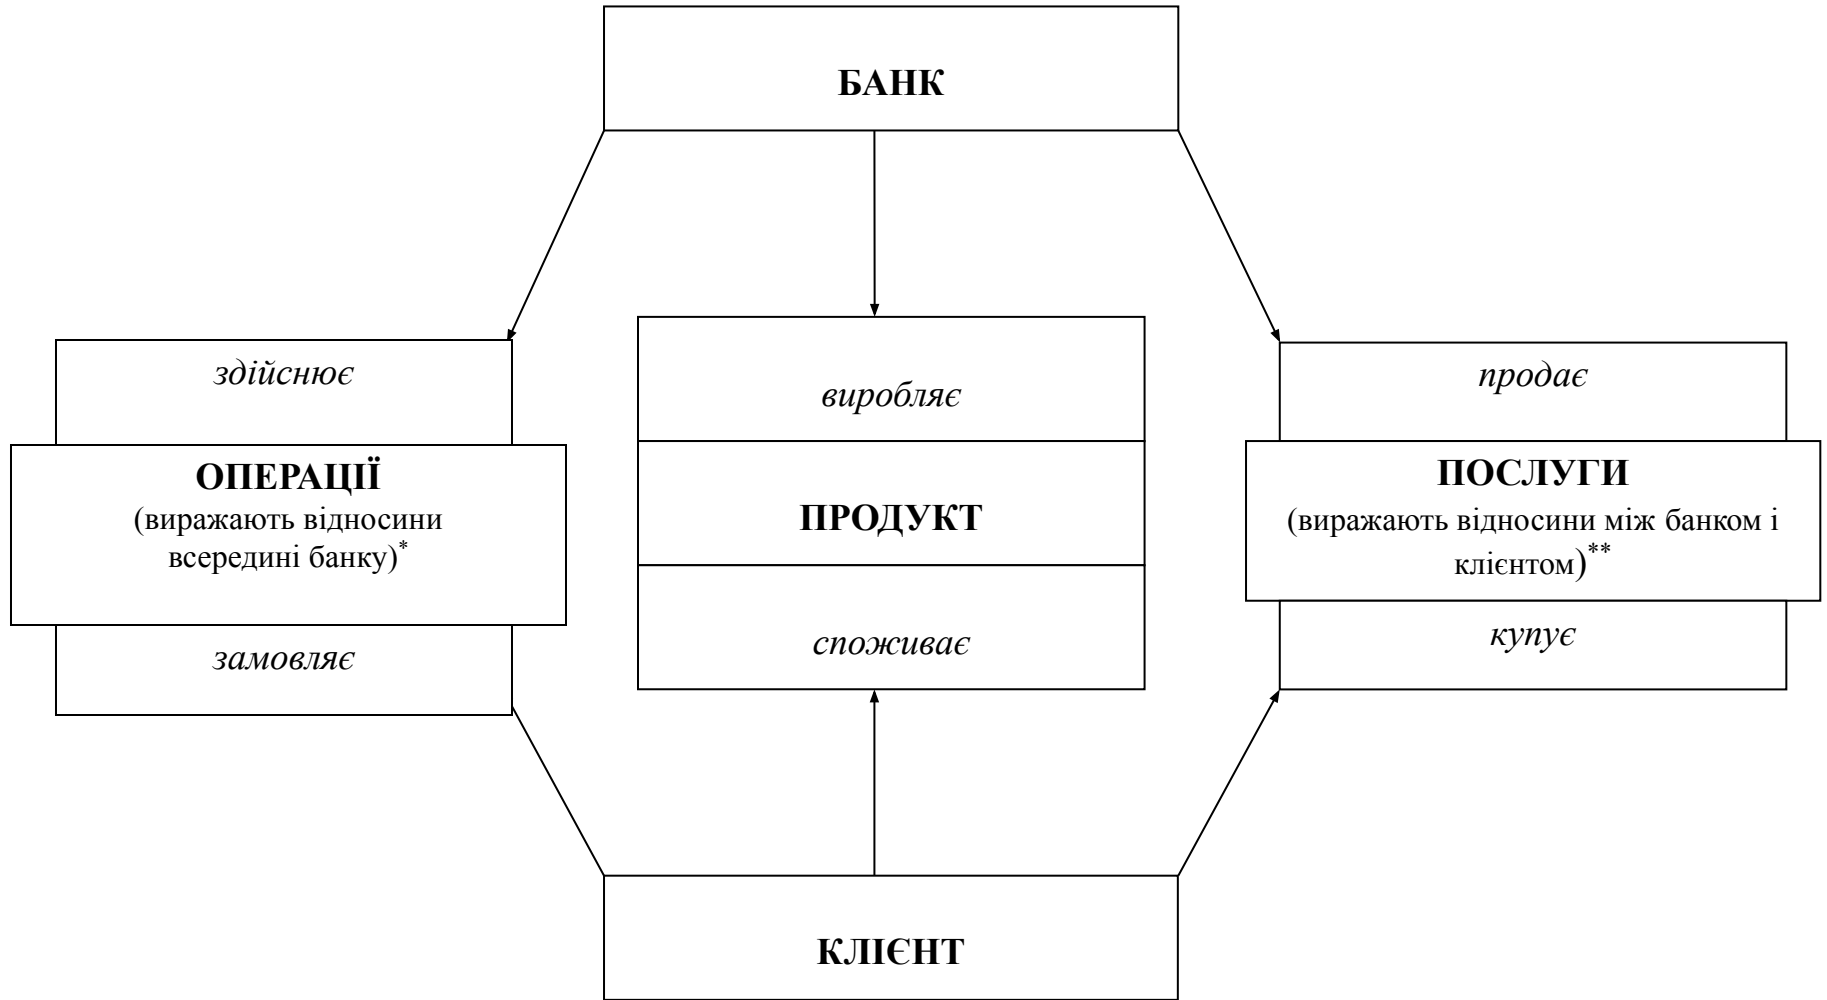 БАНК
здійснює
ОПЕРАЦІЇ
(виражають відносини
всередині банку)*
замовляє
виробляє
ПРОДУКТ
споживає
продає
ПОСЛУГИ
(виражають відносини між банком і
клієнтом)**
купує
КЛІЄНТ